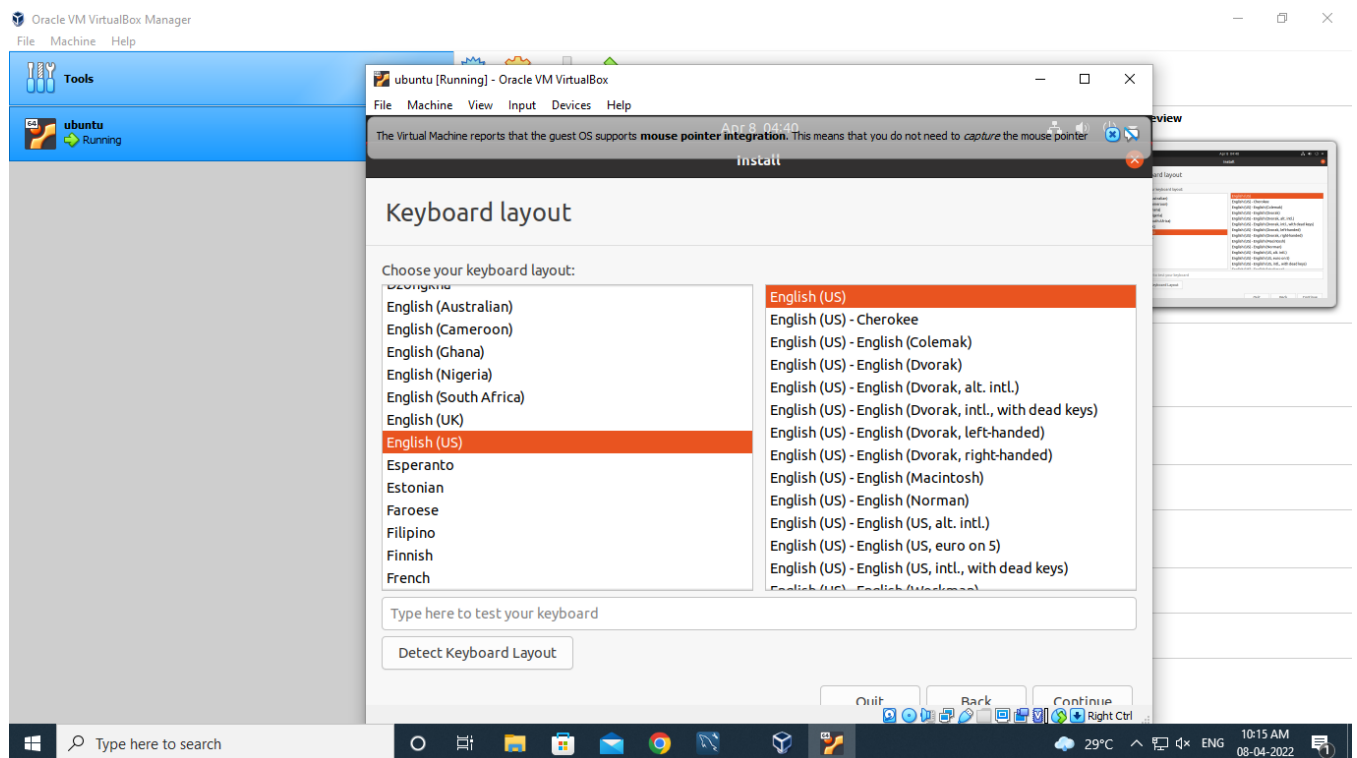 Oracle VM VirtualBox Manager
File Machine Help
Tools
64
ubuntu
Running
ubuntu [Running] - Oracle VM VirtualBox
File Machine View Input Devices Help
Apr 8 04:40
The Virtual Machine reports that the guest OS supports mouse pointer integration. This means that you do not need to capture the mouse pointer
Install
eview
Keyboard layout
Choose your keyboard layout:
Dzongkha
English (Australian)
English (Cameroon)
English (Ghana)
English (Nigeria)
English (South Africa)
English (UK)
English (US)
Esperanto
Estonian
Faroese
Filipino
Finnish
French
English (US)
English (US) - Cherokee
English (US) - English (Colemak)
English (US) - English (Dvorak)
English (US) - English (Dvorak, alt. intl.)
English (US) - English (Dvorak, intl., with dead keys)
English (US) - English (Dvorak, left-handed)
English (US) - English (Dvorak, right-handed)
English (US) - English (Macintosh)
English (US) - English (Norman)
English (US) - English (US, alt. intl.)
English (US) - English (US, euro on 5)
English (US) - English (US, intl., with dead keys)
English (US) - English (Workman)
Type here to test your keyboard
Detect Keyboard Layout
Quit Back Continue
Right Ctrl
Type here to search
29°C ENG 10:15 AM
08-04-2022
1